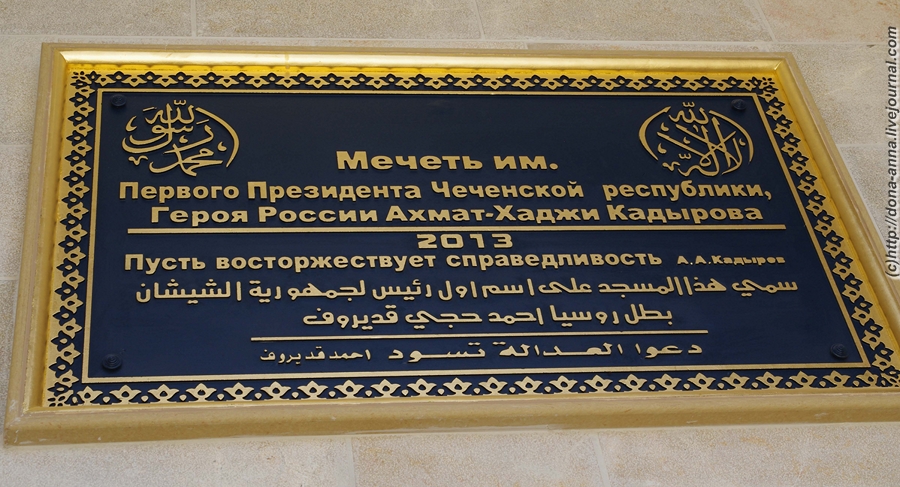 محمد رسول الله
لا إله إلا الله
Мечеть им.
Первого Президента Чеченской республики,
Героя России Ахмат-Хаджи Кадырова
2013
Пусть восторжествует справедливость А.А.Кадыров
سمي هذا المسجد على اسم اول رئيس لجمهورية الشيشان
بطل روسيا احمد حجي قديروف
دعوا العدالة تسود احمد قديروف
(c)http://dona-anna.livejournal.com